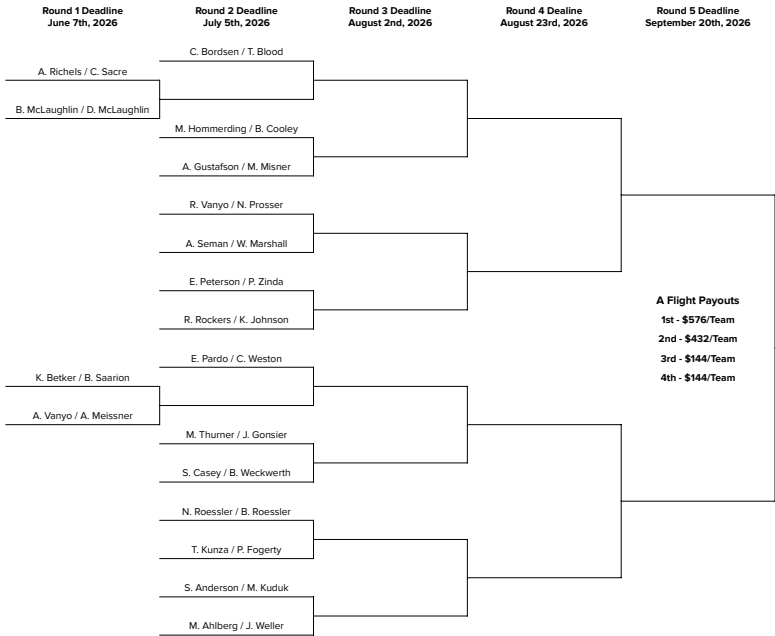 Round 1 Deadline
June 7th, 2026
Round 2 Deadline
July 5th, 2026
Round 3 Deadline
August 2nd, 2026
Round 4 Dealine
August 23rd, 2026
Round 5 Deadline
September 20th, 2026
C. Bordsen / T. Blood
A. Richels / C. Sacre
B. McLaughlin / D. McLaughlin
M. Hommerding / B. Cooley
A. Gustafson / M. Misner
R. Vanyo / N. Prosser
A. Seman / W. Marshall
E. Peterson / P. Zinda
R. Rockers / K. Johnson
A Flight Payouts
1st - $576/Team
2nd - $432/Team
3rd - $144/Team
4th - $144/Team
E. Pardo / C. Weston
K. Betker / B. Saarion
A. Vanyo / A. Meissner
M. Thurner / J. Gonsier
S. Casey / B. Weckwerth
N. Roessler / B. Roessler
T. Kunza / P. Fogerty
S. Anderson / M. Kuduk
M. Ahlberg / J. Weller